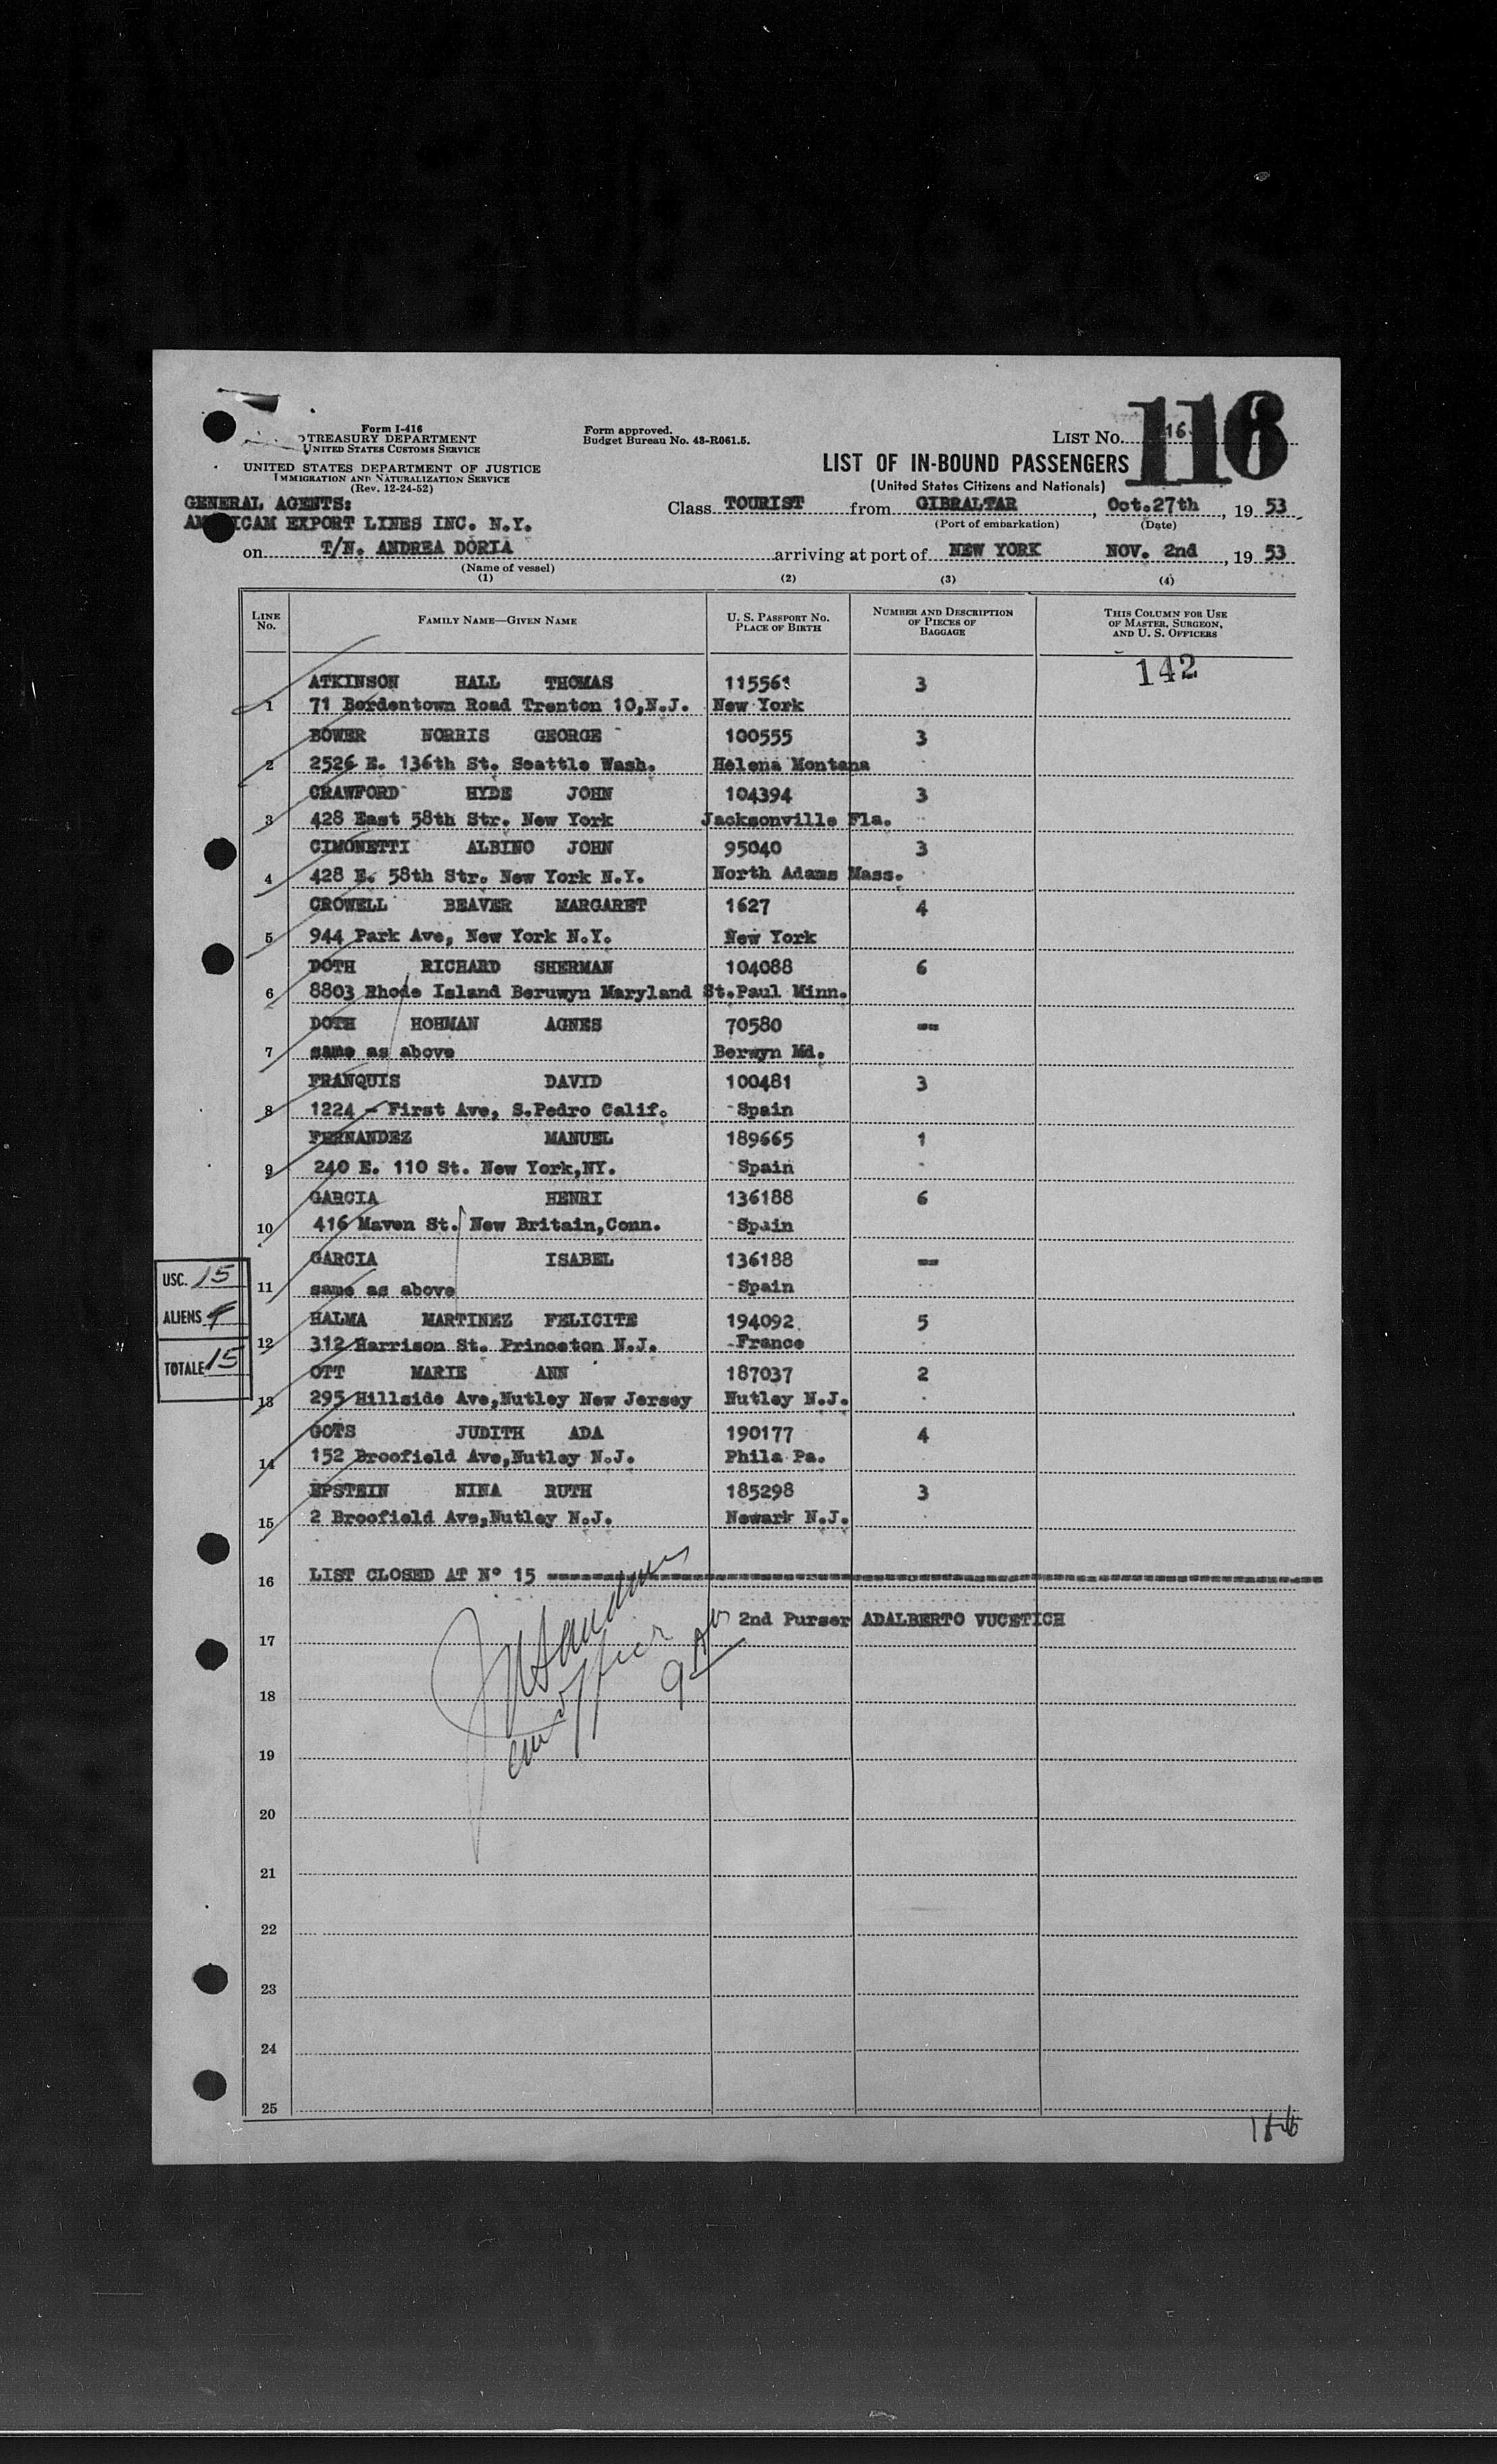 116
Form I-416
TREASURY DEPARTMENT
UNITED STATES CUSTOMS SERVICE
UNITED STATES DEPARTMENT OF JUSTICE
IMMIGRATION AND NATURALIZATION SERVICE
(Rev. 12-24-52)
Form approved.
Budget Bureau No. 43-R061.5.
LIST No. 16
LIST OF IN-BOUND PASSENGERS
(United States Citizens and Nationals)
GENERAL AGENTS:
EXPORT LINES INC. N.Y.
Class TOURIST from GIBRALTAR, Oct.27th, 19 53
(Port of embarkation) (Date)
on T/N. ANDREA DORIA arriving at port of NEW YORK NOV. 2nd, 19 53
(Name of vessel)
(1) (2) (3) (4)
LINE No. FAMILY NAME—GIVEN NAME U. S. PASSPORT No. PLACE OF BIRTH NUMBER AND DESCRIPTION OF PIECES OF BAGGAGE THIS COLUMN FOR USE OF MASTER, SURGEON, AND U. S. OFFICERS
142
ATKINSON HALL THOMAS 115561 3
1 71 Bordentown Road Trenton 10,N.J. New York
BOWER NORRIS GEORGE 100555 3
2 2526 E. 136th St. Seattle Wash. Helena Montana
CRAWFORD HYDE JOHN 104394 3
3 428 East 58th Str. New York Jacksonville Fla.
CIMONETTI ALBINO JOHN 95040 3
4 428 E. 58th Str. New York N.Y. North Adams Mass.
CROWELL BEAVER MARGARET 1627 4
5 944 Park Ave, New York N.Y. New York
DOTH RICHARD SHERMAN 104088 6
6 8803 Rhode Island Beruwyn Maryland St.Paul Minn.
DOTH HOHMAN AGNES 70580 --
7 same as above Berwyn Md.
FRANQUIS DAVID 100481 3
8 1224 - First Ave, S.Pedro Calif. Spain
FERNANDEZ MANUEL 189665 1
9 240 E. 110 St. New York,NY. Spain
GARCIA HENRI 136188 6
10 416 Maven St. New Britain,Conn. Spain
GARCIA ISABEL 136188 --
11 same as above Spain
HALMA MARTINEZ FELICITE 194092 5
12 312 Harrison St. Princeton N.J. France
OTT MARIE ANN 187037 2
13 295 Hillside Ave,Nutley New Jersey Nutley N.J.
GOTS JUDITH ADA 190177 4
14 152 Broofield Ave,Nutley N.J. Phila Pa.
EPSTEIN NINA RUTH 185298 3
15 2 Broofield Ave,Nutley N.J. Newark N.J.
USC. 15
ALIENS
TOTALE 15
16 LIST CLOSED AT N° 15
2nd Purser ADALBERTO VUCETICH
17
18
19
20
21
22
23
24
25